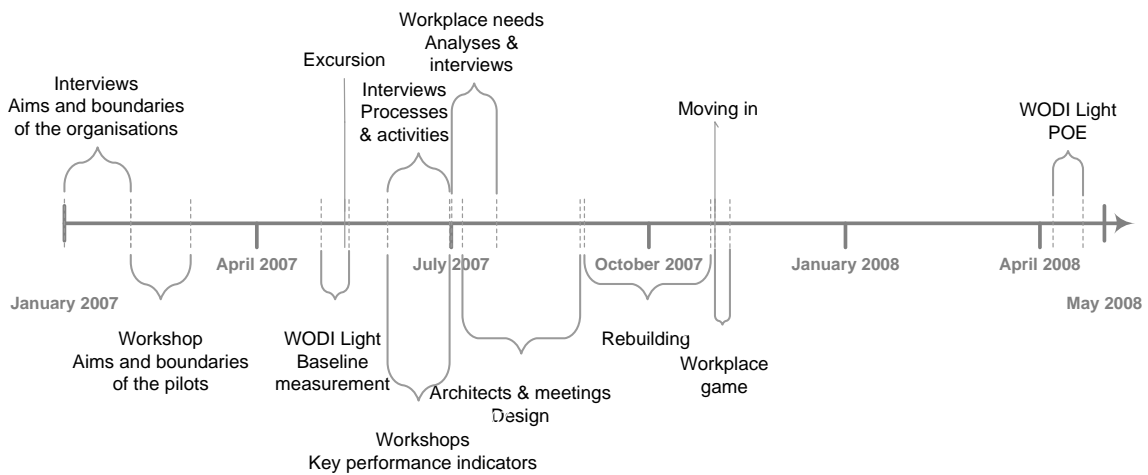 Workplace needs
Analyses &
interviews
Excursion
Interviews
Aims and boundaries
of the organisations
Interviews
Processes
& activities
Moving in
WODI Light
POE
April 2007
July 2007
October 2007
January 2008
April 2008
January 2007
May 2008
Workshop
Aims and boundaries
of the pilots
WODI Light
Baseline
measurement
Rebuilding
Workplace
game
Architects & meetings
Design
Workshops
Key performance indicators